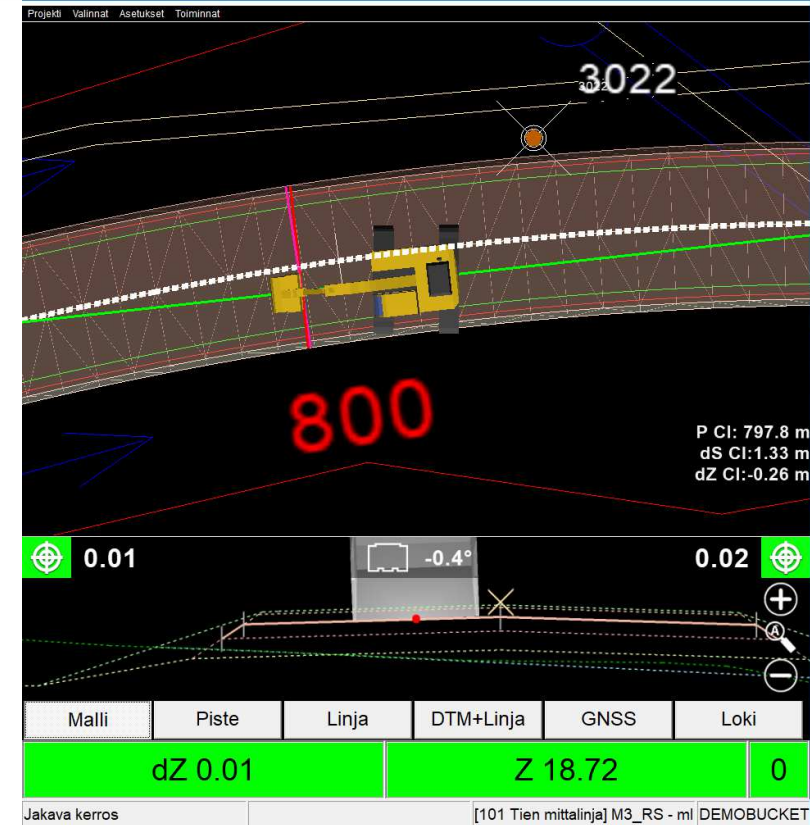 Projekti Valinnat Asetukset Toiminnat
3022
3022
800
P Cl: 797.8 m
dS Cl:1.33 m
dZ Cl:-0.26 m
0.01 -0.4° 0.02
A
Malli Piste Linja DTM+Linja GNSS Loki
dZ 0.01 Z 18.72 0
Jakava kerros [101 Tien mittalinja] M3_RS - ml DEMOBUCKET